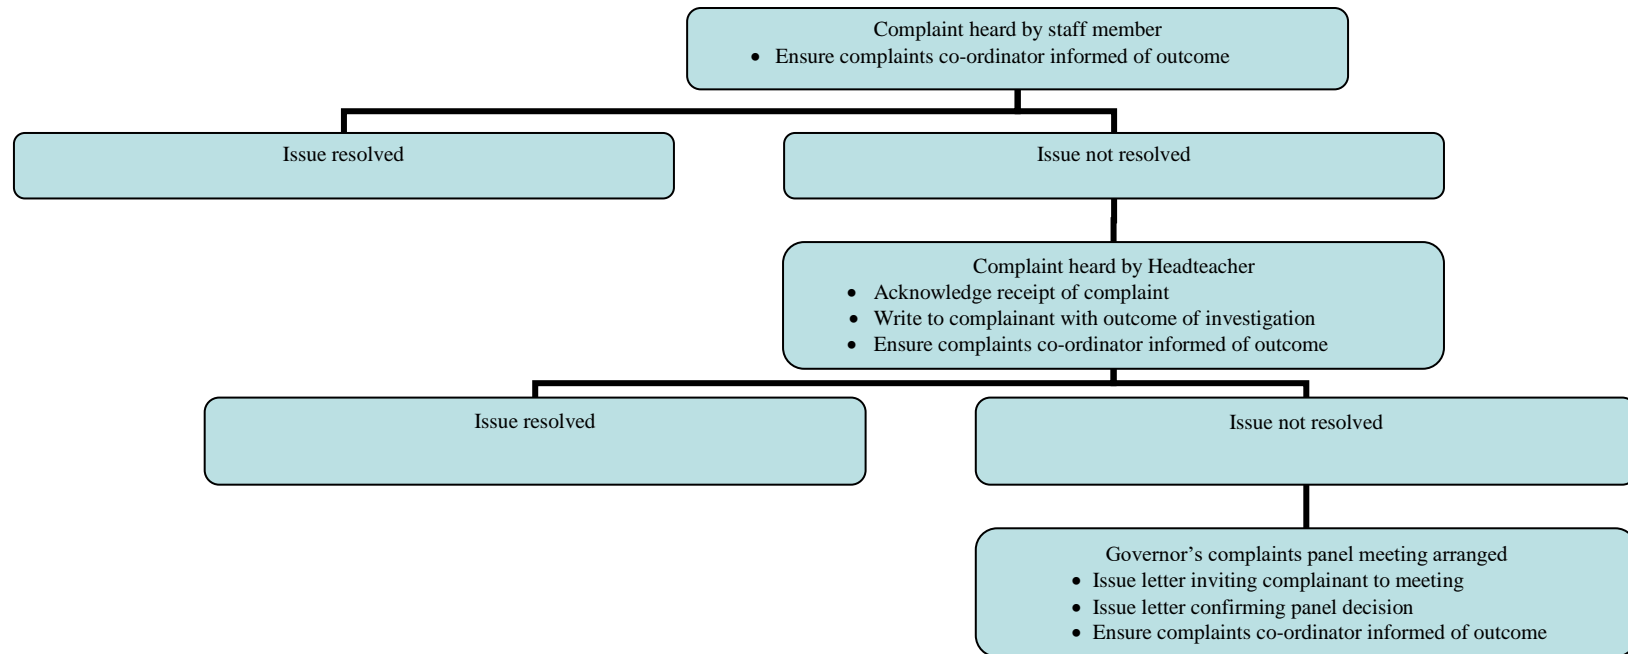 Complaint heard by staff member
• Ensure complaints co-ordinator informed of outcome
Issue resolved
Issue not resolved
Complaint heard by Headteacher
• Acknowledge receipt of complaint
• Write to complainant with outcome of investigation
• Ensure complaints co-ordinator informed of outcome
Issue resolved
Issue not resolved
Governor’s complaints panel meeting arranged
• Issue letter inviting complainant to meeting
• Issue letter confirming panel decision
• Ensure complaints co-ordinator informed of outcome